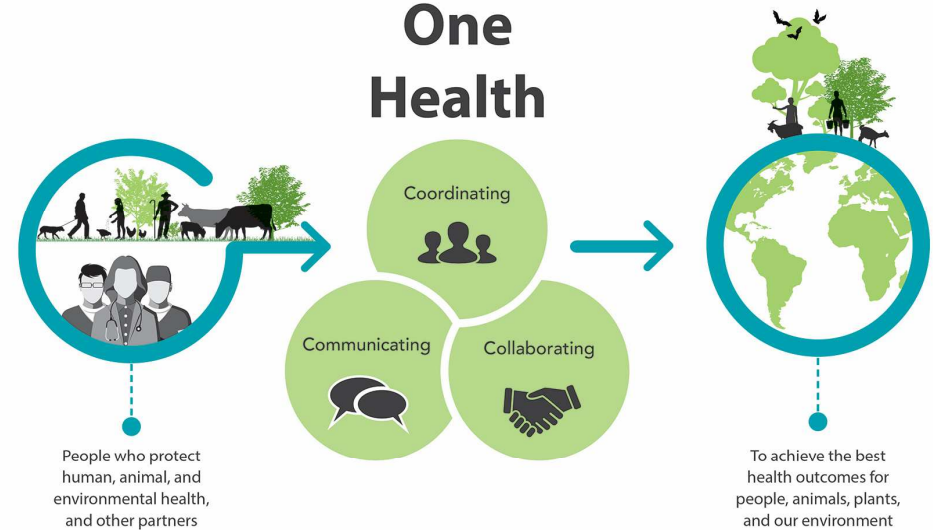 One
Health
Coordinating
Communicating
Collaborating
People who protect
human, animal, and
environmental health,
and other partners
To achieve the best
health outcomes for
people, animals, plants,
and our environment